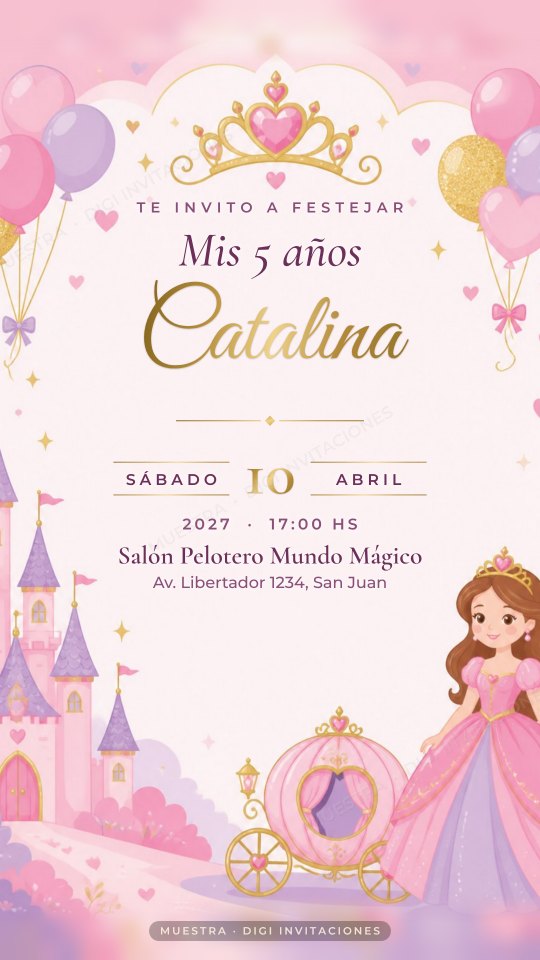 TE INVITO A FESTEJAR
Mis 5 años
Catalina
SÁBADO 10 ABRIL
2027 · 17:00 HS
Salón Pelotero Mundo Mágico
Av. Libertador 1234, San Juan
MUESTRA · DIGI INVITACIONES